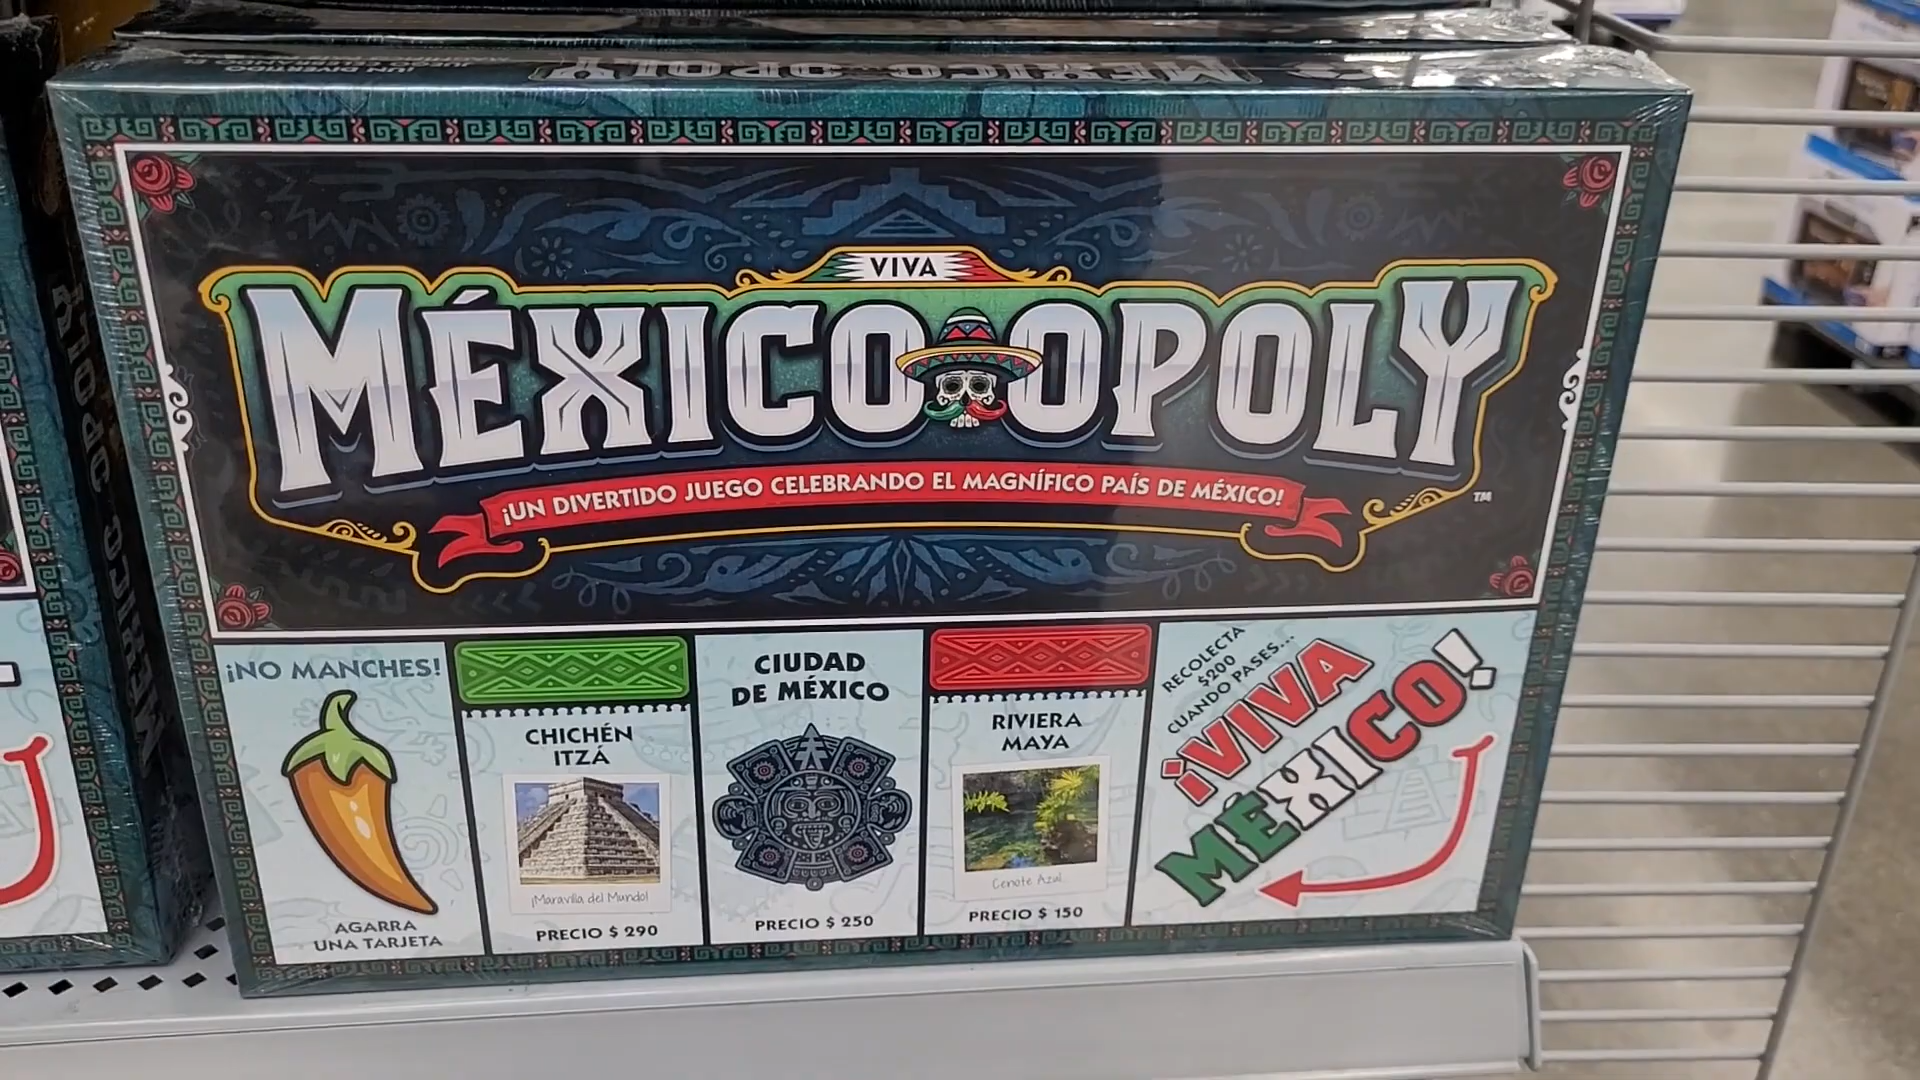 MÉXICO OPOLY
VIVA
MÉXICO OPOLY
¡UN DIVERTIDO JUEGO CELEBRANDO EL MAGNÍFICO PAÍS DE MÉXICO!
TM
¡NO MANCHES!
AGARRA
UNA TARJETA
CHICHÉN
ITZÁ
¡Maravilla del Mundo!
PRECIO $ 290
CIUDAD
DE MÉXICO
PRECIO $ 250
RIVIERA
MAYA
Cenote Azul
PRECIO $ 150
RECOLECTA
$200
CUANDO PASES...
¡VIVA
MÉXICO!